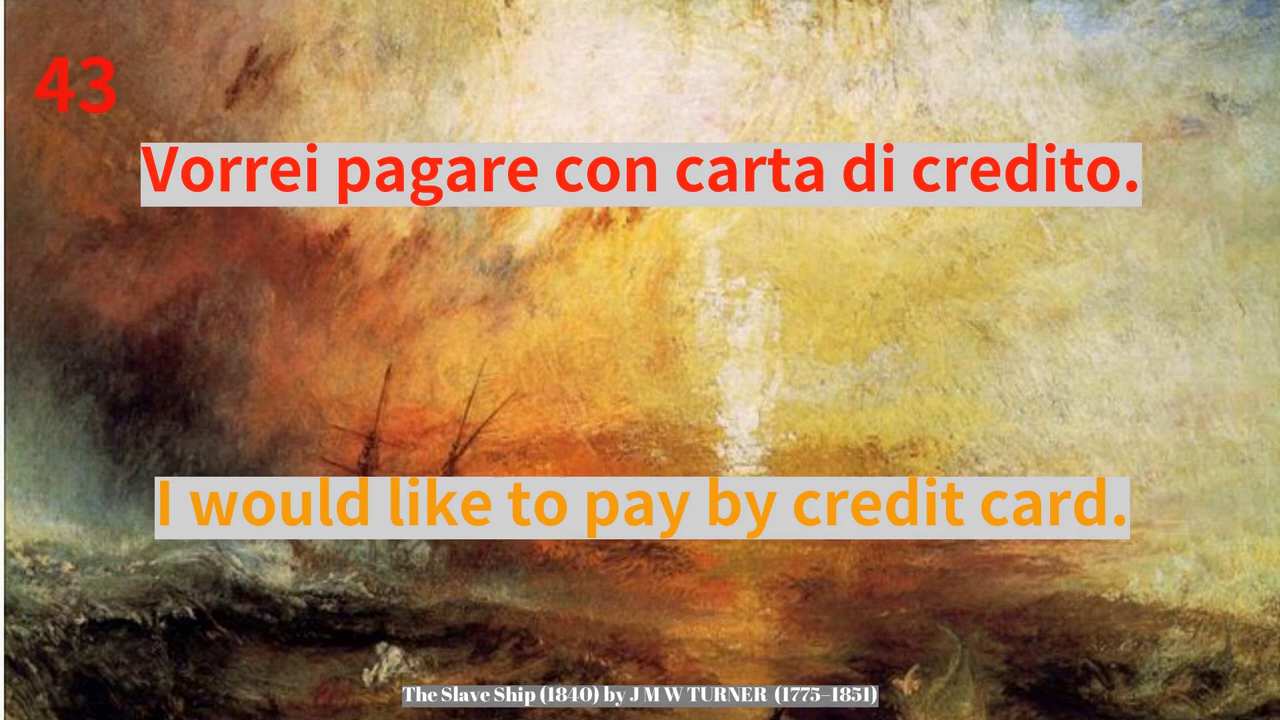 43
Vorrei pagare con carta di credito.
I would like to pay by credit card.
The Slave Ship (1840) by J M W TURNER (1775–1851)